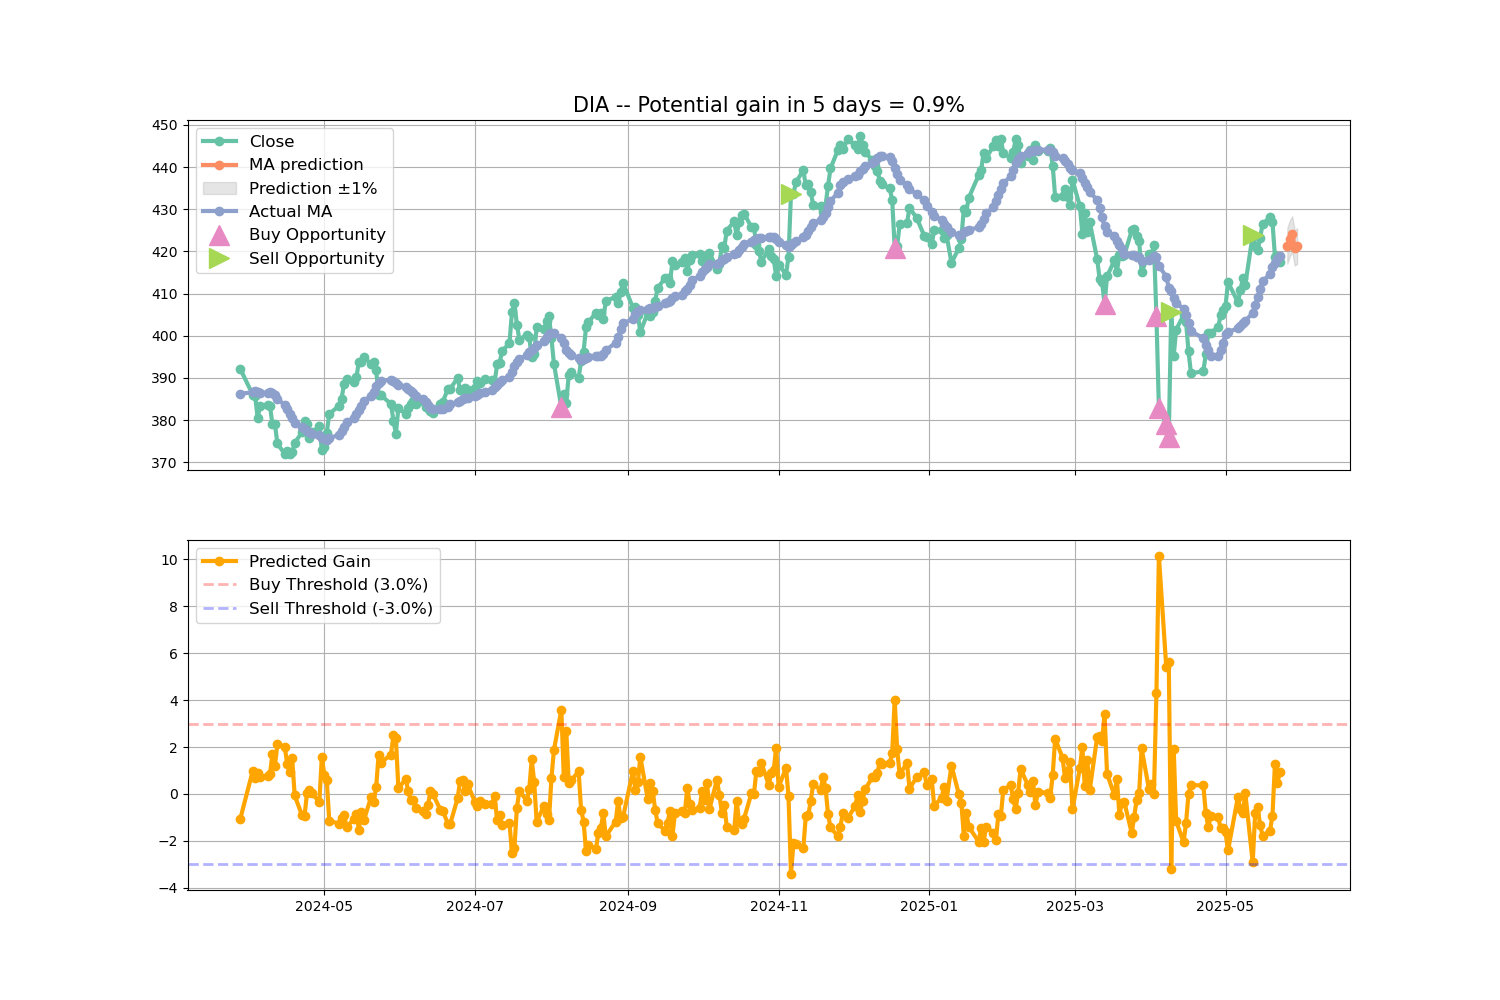 DIA -- Potential gain in 5 days = 0.9%
450
440
430
420
410
400
390
380
370
Close
MA prediction
Prediction ±1%
Actual MA
Buy Opportunity
Sell Opportunity
10
8
6
4
2
0
−2
−4
Predicted Gain
Buy Threshold (3.0%)
Sell Threshold (-3.0%)
2024-05 2024-07 2024-09 2024-11 2025-01 2025-03 2025-05